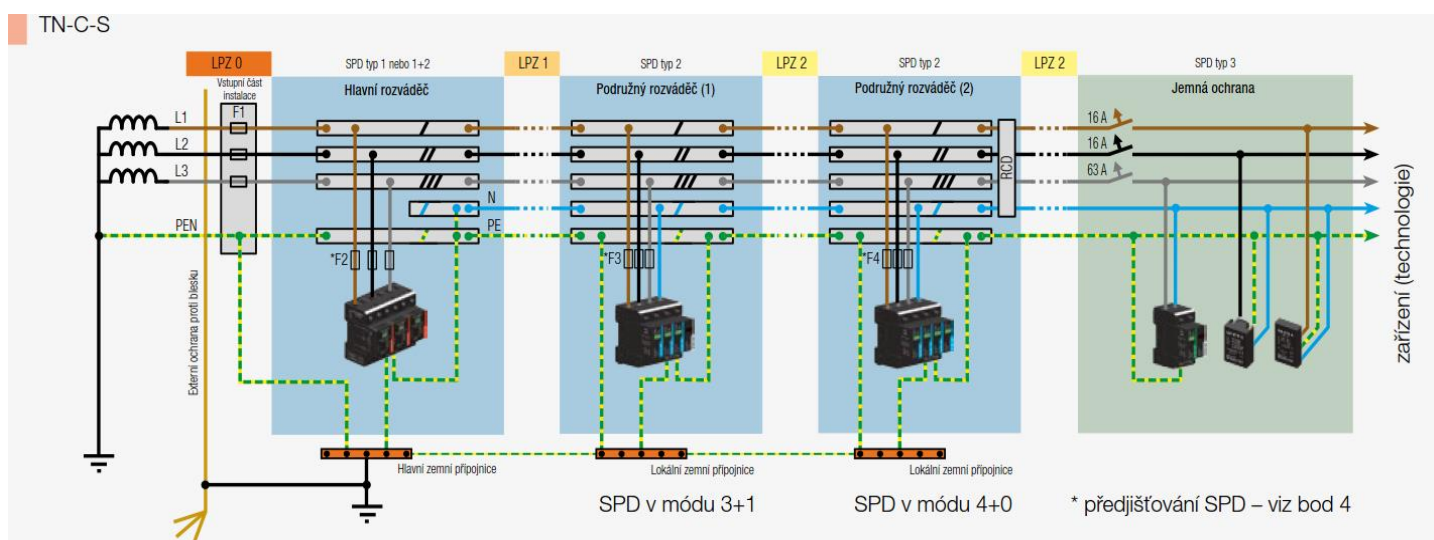 TN-C-S
LPZ 0
SPD typ 1 nebo 1+2
LPZ 1
SPD typ 2
LPZ 2
SPD typ 2
LPZ 2
SPD typ 3
Vstupní část
instalace
Hlavní rozváděč
Podružný rozváděč (1)
Podružný rozváděč (2)
Jemná ochrana
F1
L1
L2
L3
PEN
N
PE
RCD
16 A
16 A
63 A
*F2
*F3
*F4
Externí ochrana proti blesku
zařízení (technologie)
Hlavní zemní přípojnice
Lokální zemní přípojnice
Lokální zemní přípojnice
SPD v módu 3+1
SPD v módu 4+0
* předjišťování SPD – viz bod 4